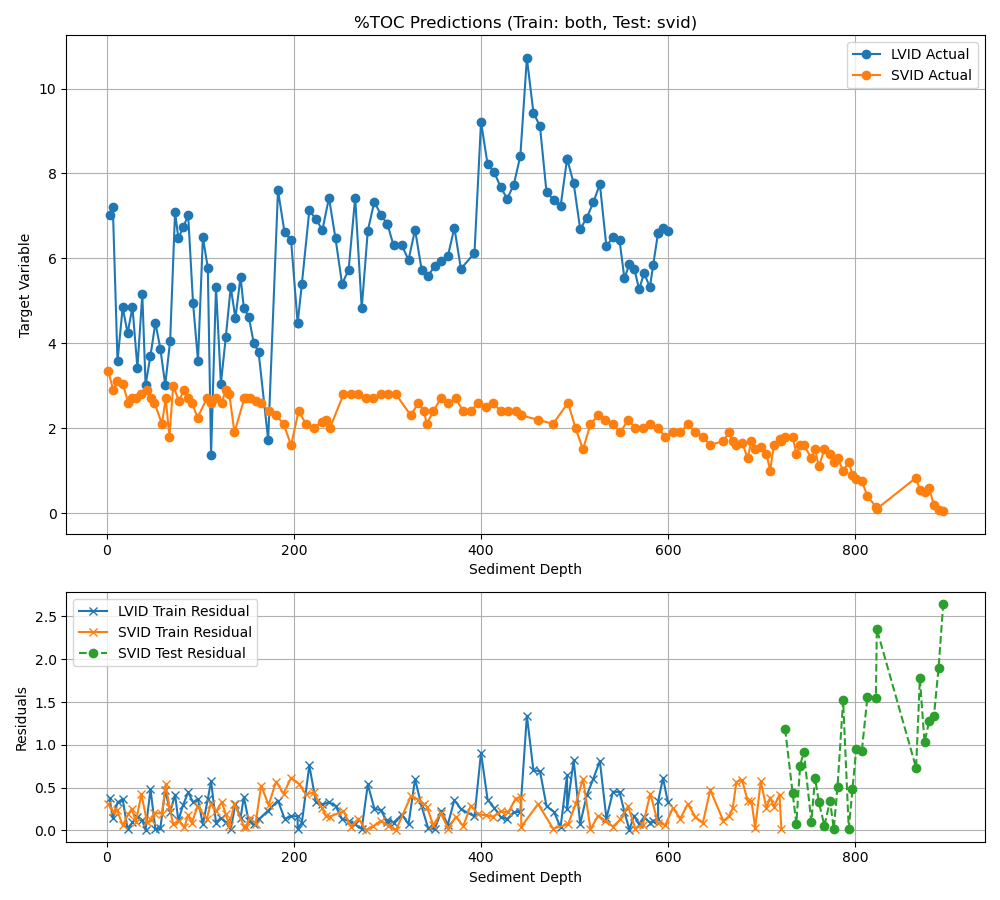 %TOC Predictions (Train: both, Test: svid)
Target Variable
10
8
6
4
2
0
LVID Actual
SVID Actual
0 200 400 600 800
Sediment Depth
Residuals
2.5
2.0
1.5
1.0
0.5
0.0
LVID Train Residual
SVID Train Residual
SVID Test Residual
0 200 400 600 800
Sediment Depth